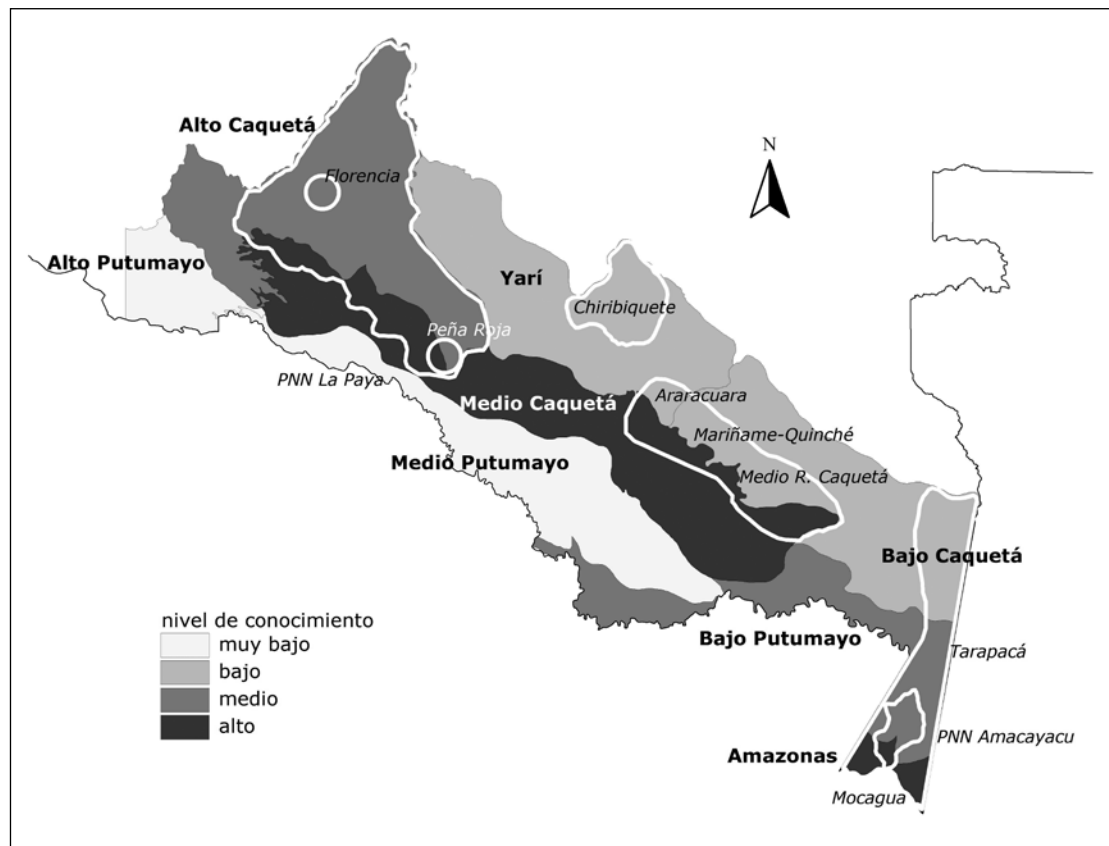 N
Alto Caquetá
Florencia
Alto Putumayo
Yarí
Chiribiquete
Peña Roja
PNN La Paya
Araracuara
Medio Caquetá
Mariñame-Quinché
Medio Putumayo
Medio R. Caquetá
Bajo Caquetá
nivel de conocimiento
muy bajo
bajo
medio
alto
Bajo Putumayo
Tarapacá
PNN Amacayacu
Amazonas
Mocagua